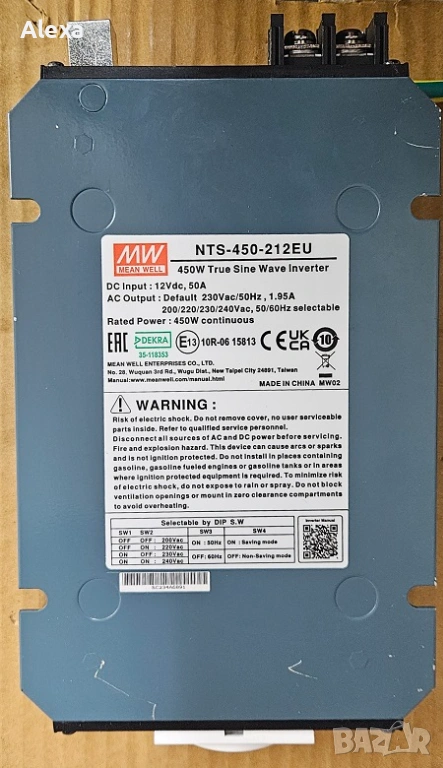 Alexa
MW
MEAN WELL
NTS-450-212EU
450W True Sine Wave Inverter
DC Input : 12Vdc, 50A
AC Output : Default 230Vac/50Hz , 1.95A
200/220/230/240Vac, 50/60Hz selectable
Rated Power : 450W continuous
EAC DEKRA 35-118353 E13 10R-06 15813 CE UK CA 10
MEAN WELL ENTERPRISES CO., LTD.
No. 28, Wuquan 3rd Rd., Wugu Dist., New Taipei City 24891, Taiwan
Manual:www.meanwell.com/manual.html MADE IN CHINA MW02
WARNING :
Risk of electric shock. Do not remove cover, no user serviceable
parts inside. Refer to qualified service personnel.
Disconnect all sources of AC and DC power before servicing.
Fire and explosion hazard. This device can cause arcs or sparks
and is not ignition protected. Do not install in places containing
gasoline, gasoline fueled engines or gasoline tanks or in areas
where ignition protected equipment is required. To minimize risk
of electric shock, do not expose to rain or spray. Do not block
ventilation openings or mount in zero clearance compartments
to avoid overheating.
Selectable by DIP S.W Inverter Manual
SW1 SW2 SW3 SW4
OFF OFF : 200Vac ON : 50Hz ON : Saving mode
OFF ON : 220Vac
ON OFF : 230Vac OFF: 60Hz OFF: Non-Saving mode
ON ON : 240Vac
BAZAR